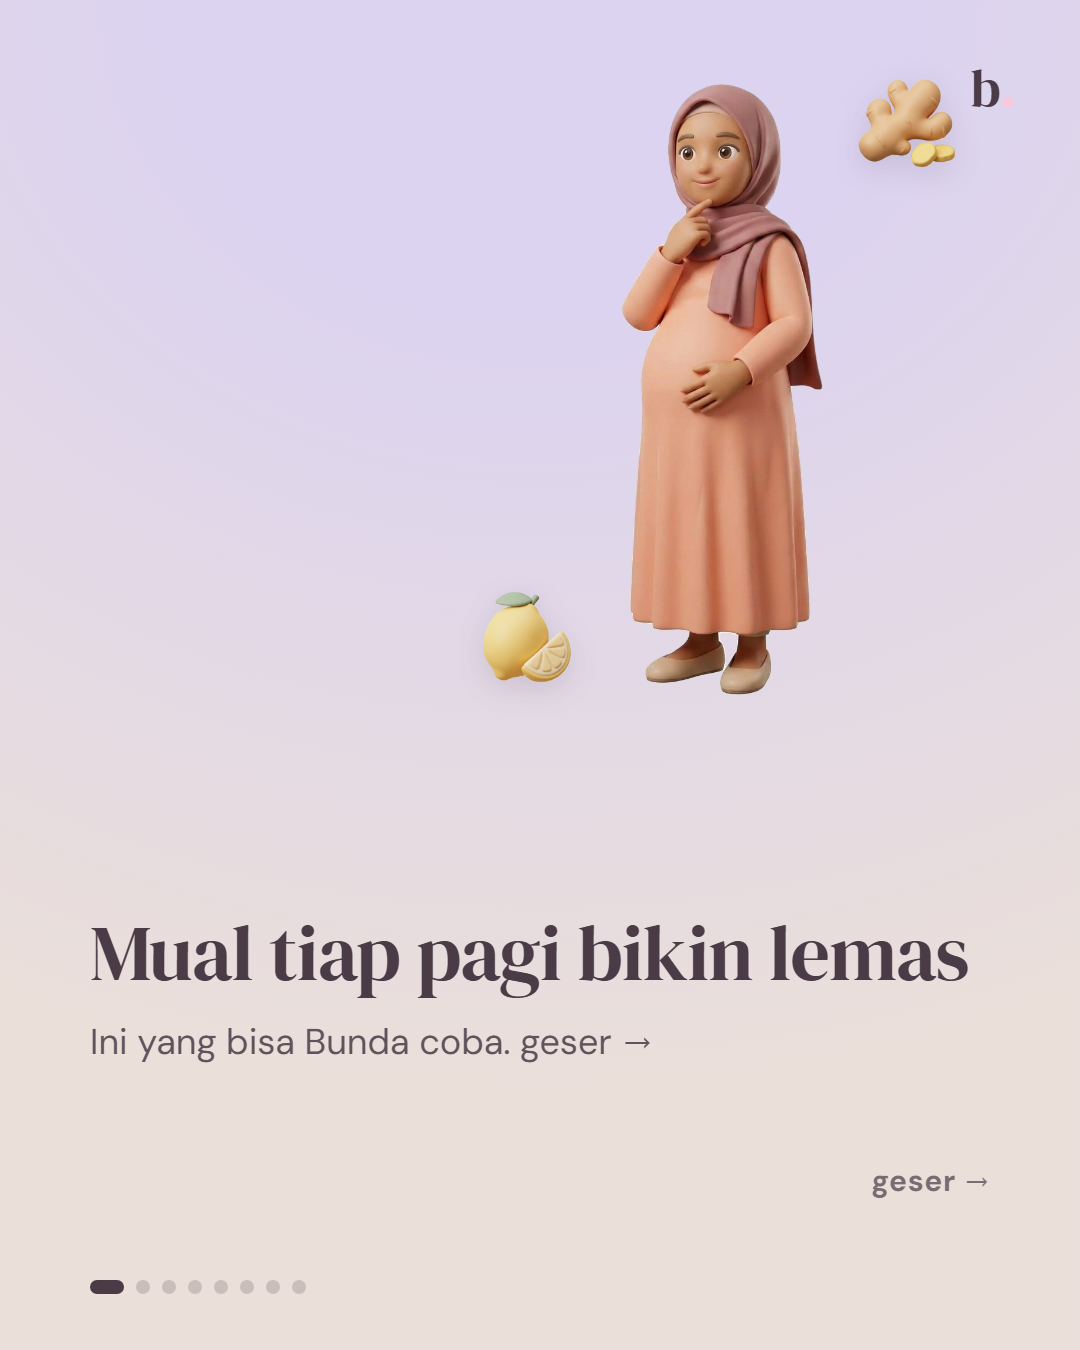 b.
Mual tiap pagi bikin lemas
Ini yang bisa Bunda coba. geser →
geser →